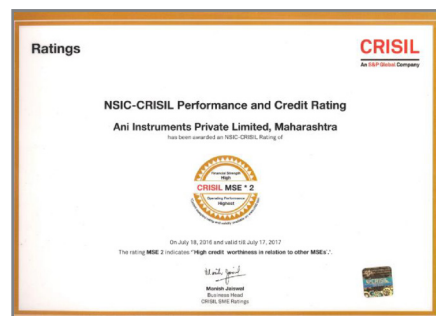 Ratings
CRISIL
An S&P Global Company
NSIC-CRISIL Performance and Credit Rating
Ani Instruments Private Limited, Maharashtra
has been awarded an NSIC-CRISIL Rating of
Financial Strength
High
CRISIL MSE * 2
Operating Performance
Highest
On July 18, 2016 and valid till July 17, 2017
The rating MSE 2 indicates "High credit worthiness in relation to other MSEs'.'.
Manish Jaiswal
Business Head
CRISIL SME Ratings